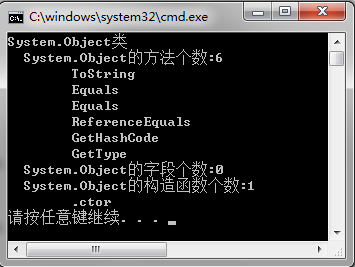 C:\windows\system32\cmd.exe
System.Object类
System.Object的方法个数:6
ToString
Equals
Equals
ReferenceEquals
GetHashCode
GetType
System.Object的字段个数:0
System.Object的构造函数个数:1
.ctor
请按任意键继续. . .